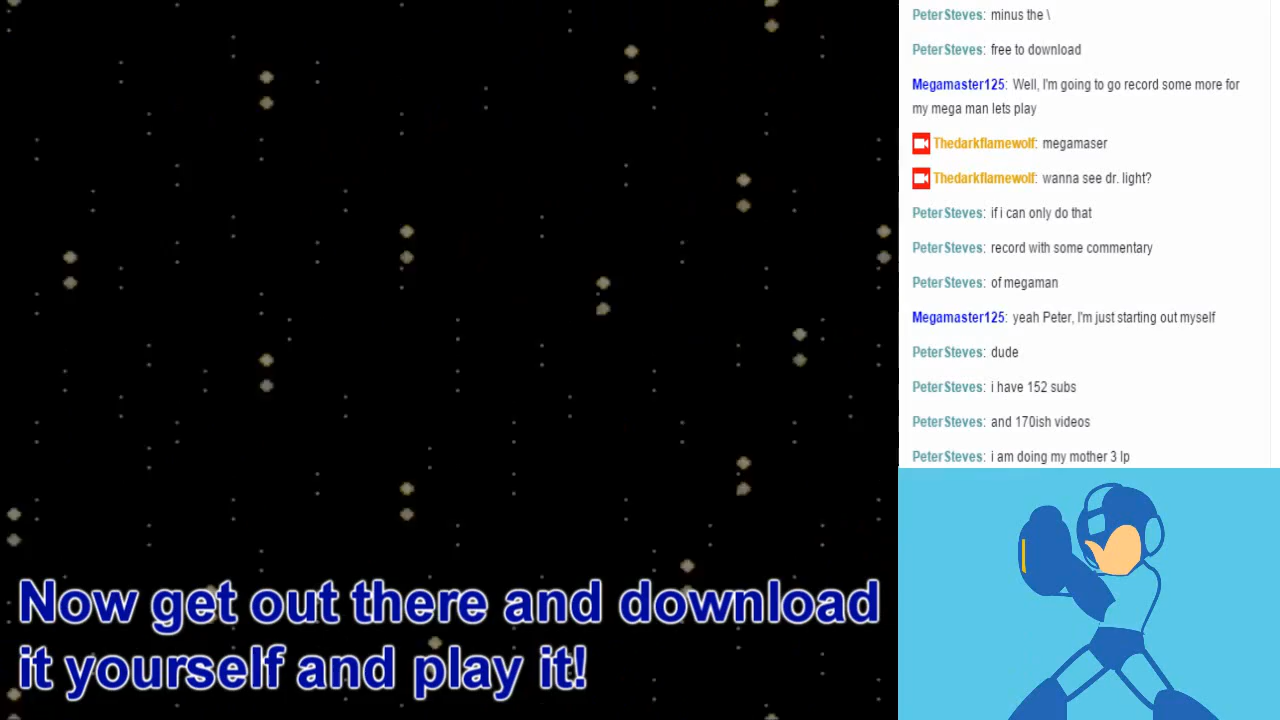 PeterSteves: minus the \
PeterSteves: free to download
Megamaster125: Well, I'm going to go record some more for
my mega man lets play
Thedarkflamewolf: megamaser
Thedarkflamewolf: wanna see dr. light?
PeterSteves: if i can only do that
PeterSteves: record with some commentary
PeterSteves: of megaman
Megamaster125: yeah Peter, I'm just starting out myself
PeterSteves: dude
PeterSteves: i have 152 subs
PeterSteves: and 170ish videos
PeterSteves: i am doing my mother 3 lp
Now get out there and download
it yourself and play it!